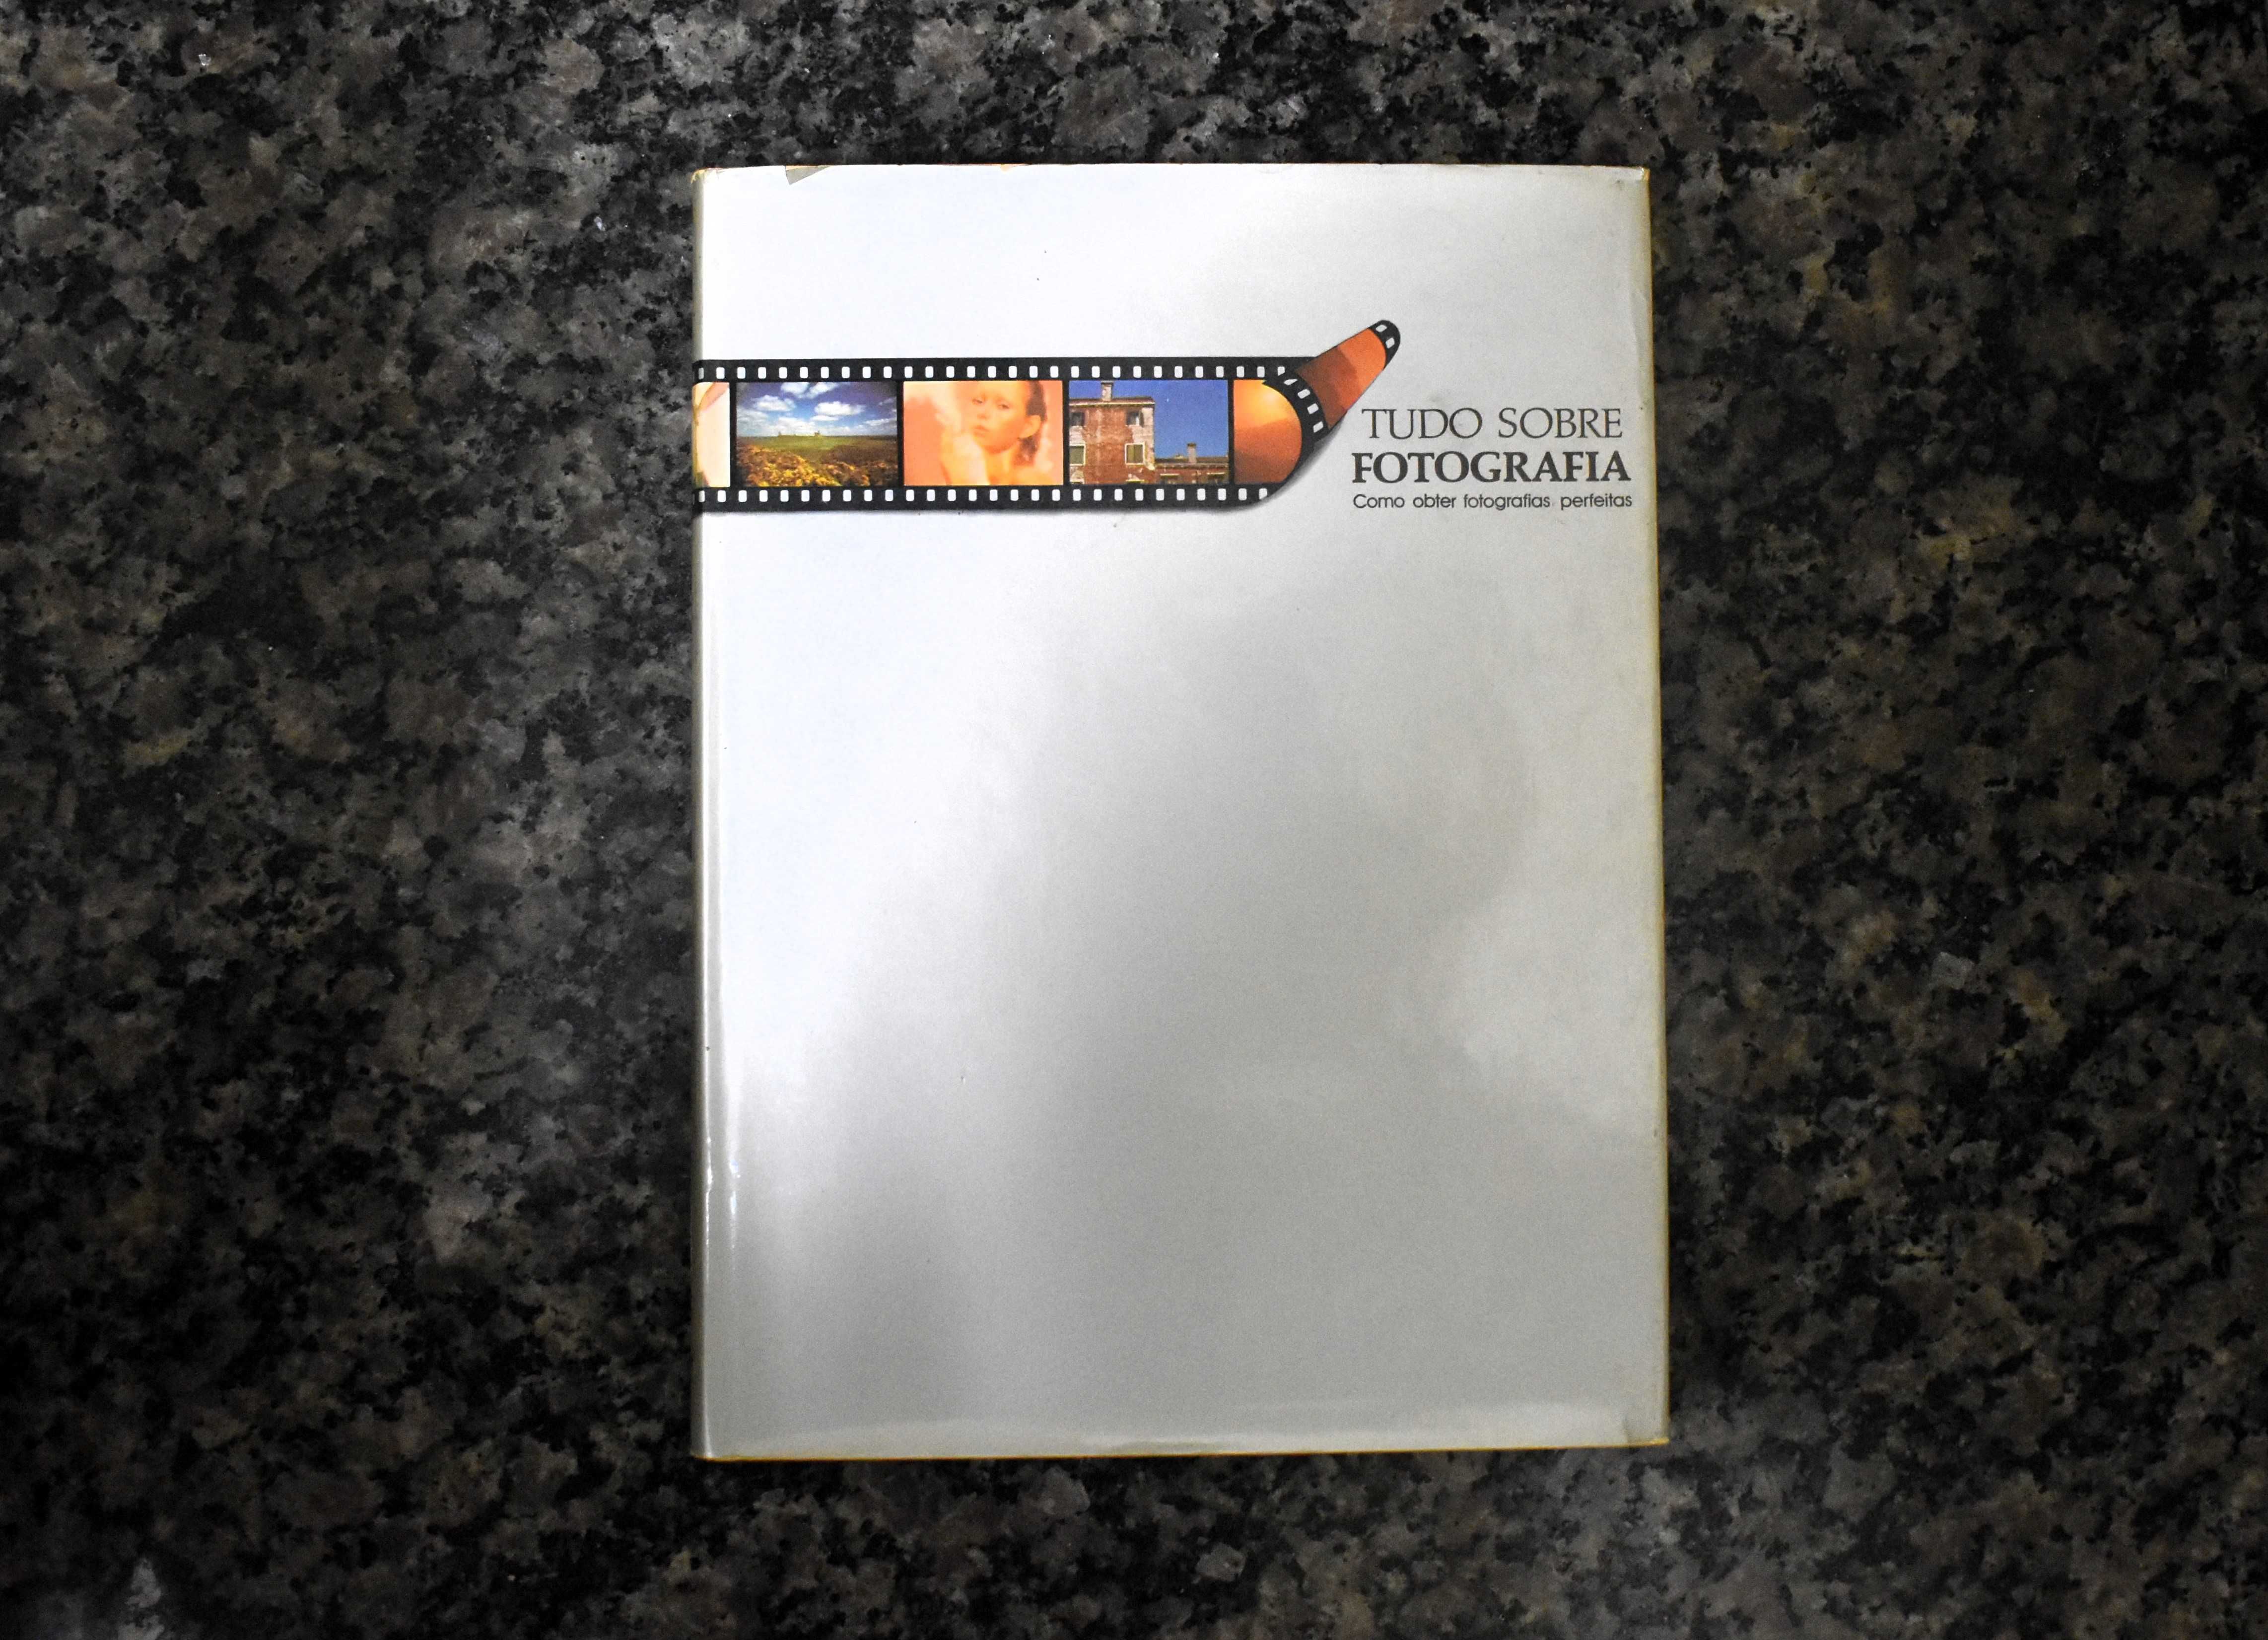 TUDO SOBRE
FOTOGRAFIA
Como obter fotografias perfeitas